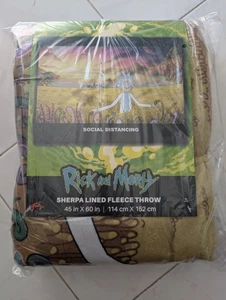 SOCIAL DISTANCING
Rick and Morty
SHERPA LINED FLEECE THROW
45 in X 60 in | 114 cm X 152 cm